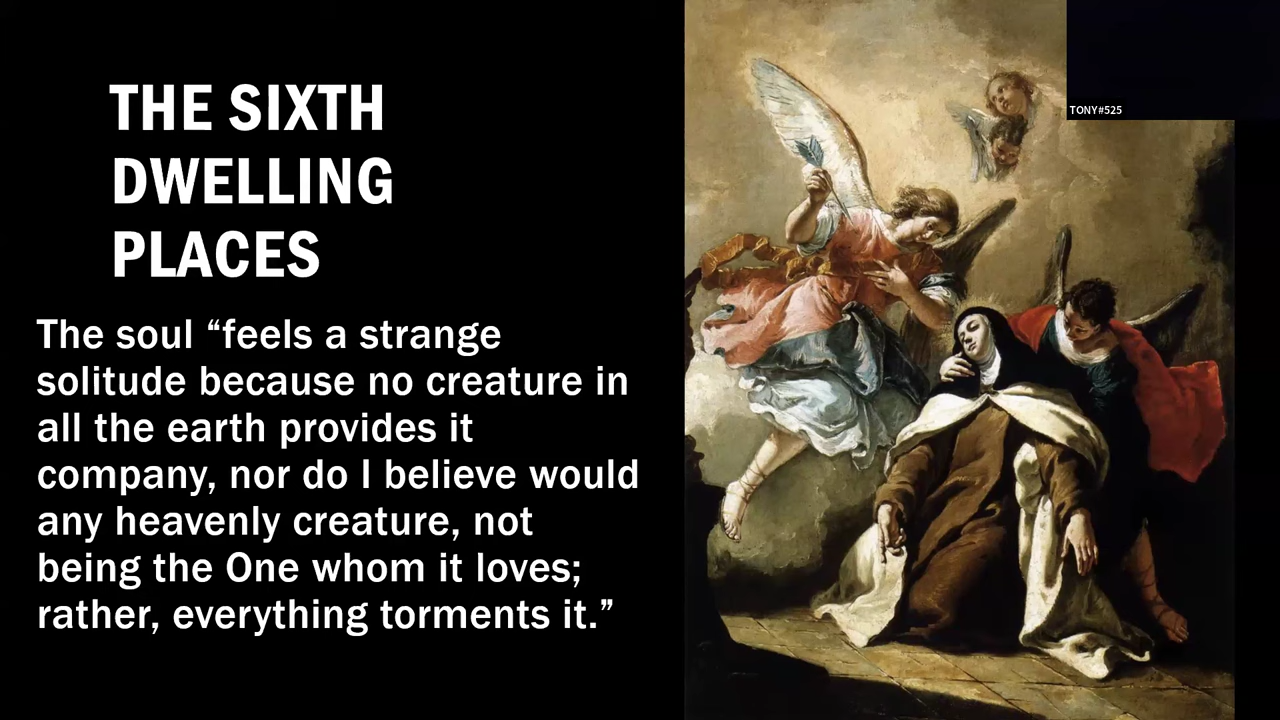 THE SIXTH
DWELLING
PLACES
The soul “feels a strange
solitude because no creature in
all the earth provides it
company, nor do I believe would
any heavenly creature, not
being the One whom it loves;
rather, everything torments it.”
TONY#525